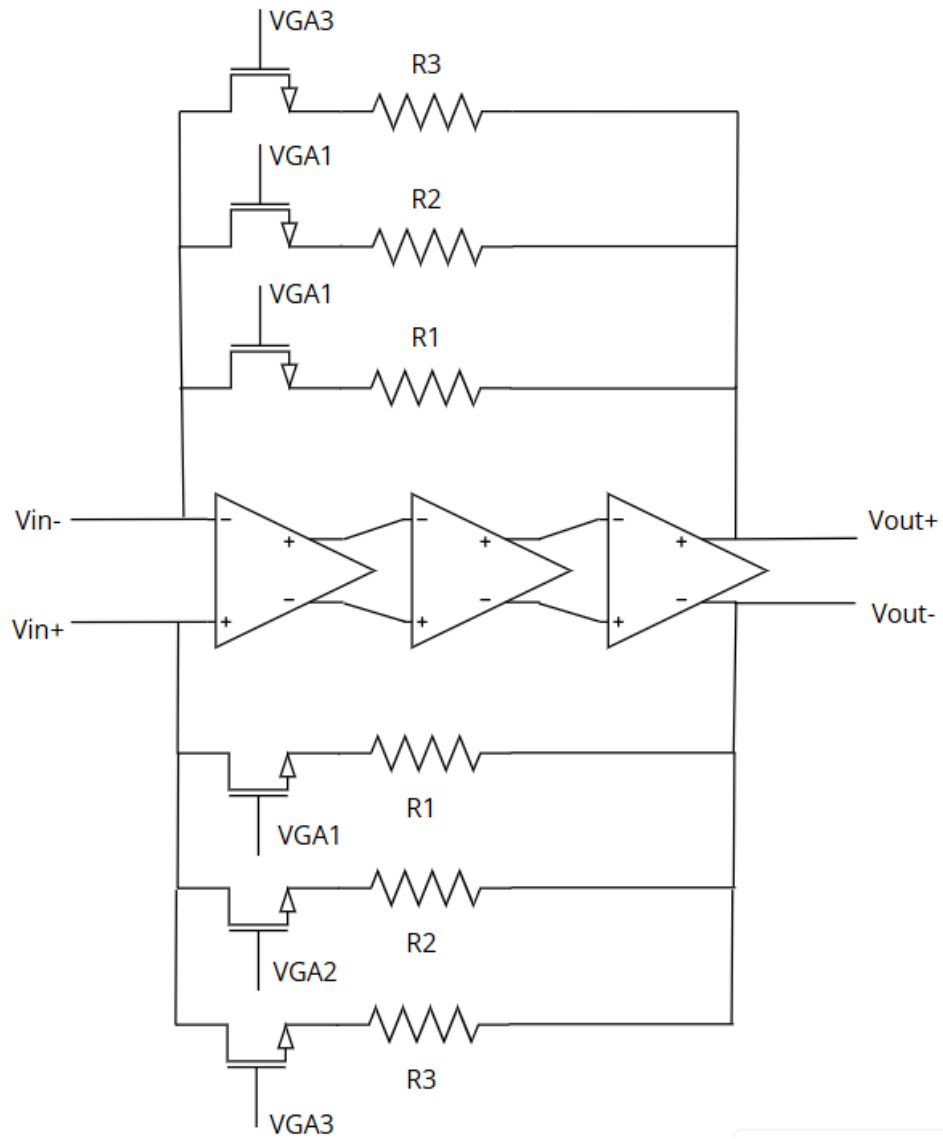 VGA3
R3
VGA1
R2
VGA1
R1
Vin-
− + − + − +
Vout+
Vin+
+ − + − + −
Vout-
R1
VGA1
R2
VGA2
R3
VGA3